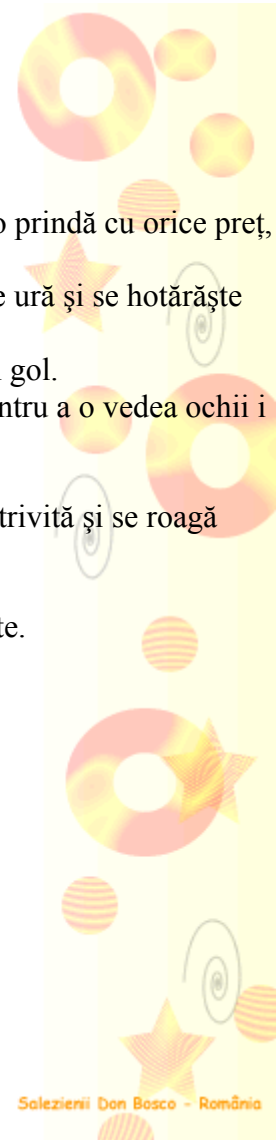 o prindă cu orice preț,
e ură şi se hotărăşte
gol.
ntru a o vedea ochii i
trivită şi se roagă
te.
Salezienii Don Bosco - România